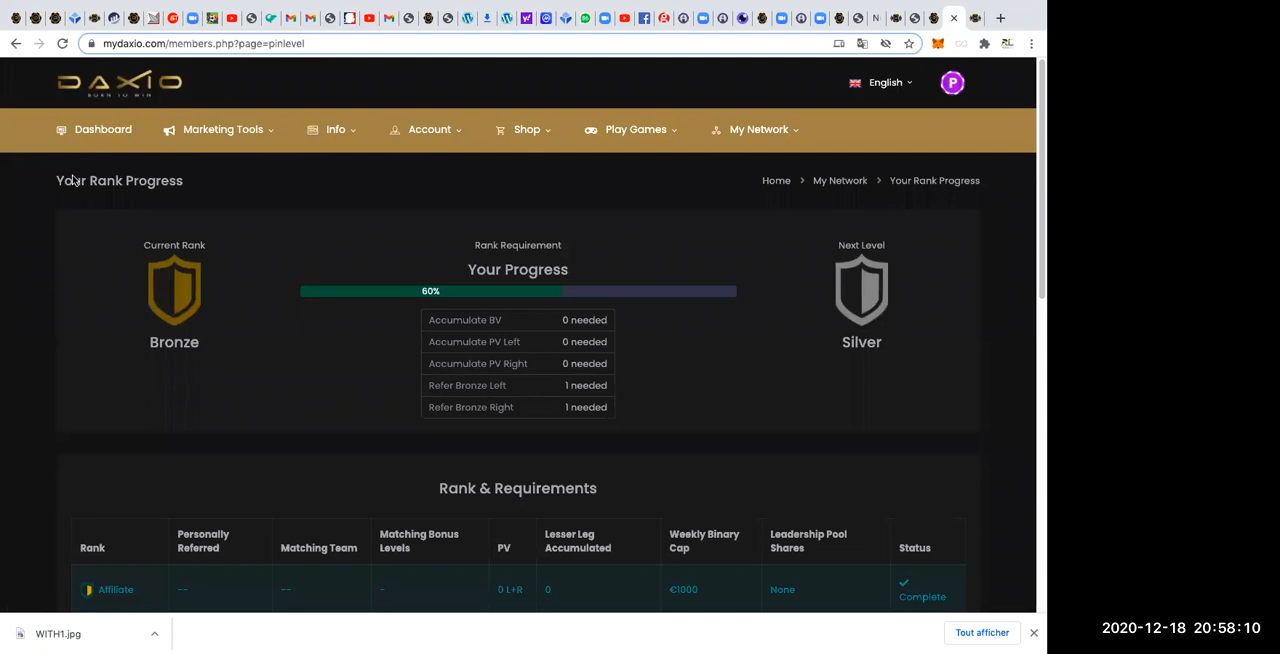 mydaxio.com/members.php?page=pinlevel
DAXIO
BORN TO WIN
English
P
Dashboard
Marketing Tools
Info
Account
Shop
Play Games
My Network
Your Rank Progress
Home > My Network > Your Rank Progress
Current Rank
Bronze
Rank Requirement
Your Progress
60%
Accumulate BV 0 needed
Accumulate PV Left 0 needed
Accumulate PV Right 0 needed
Refer Bronze Left 1 needed
Refer Bronze Right 1 needed
Next Level
Silver
Rank & Requirements
Rank
Personally
Referred
Matching Team
Matching Bonus
Levels
PV
Lesser Leg
Accumulated
Weekly Binary
Cap
Leadership Pool
Shares
Status
Affiliate -- -- - 0 L+R 0 €1000 None
Complete
WITH1.jpg
Tout afficher
2020-12-18 20:58:10